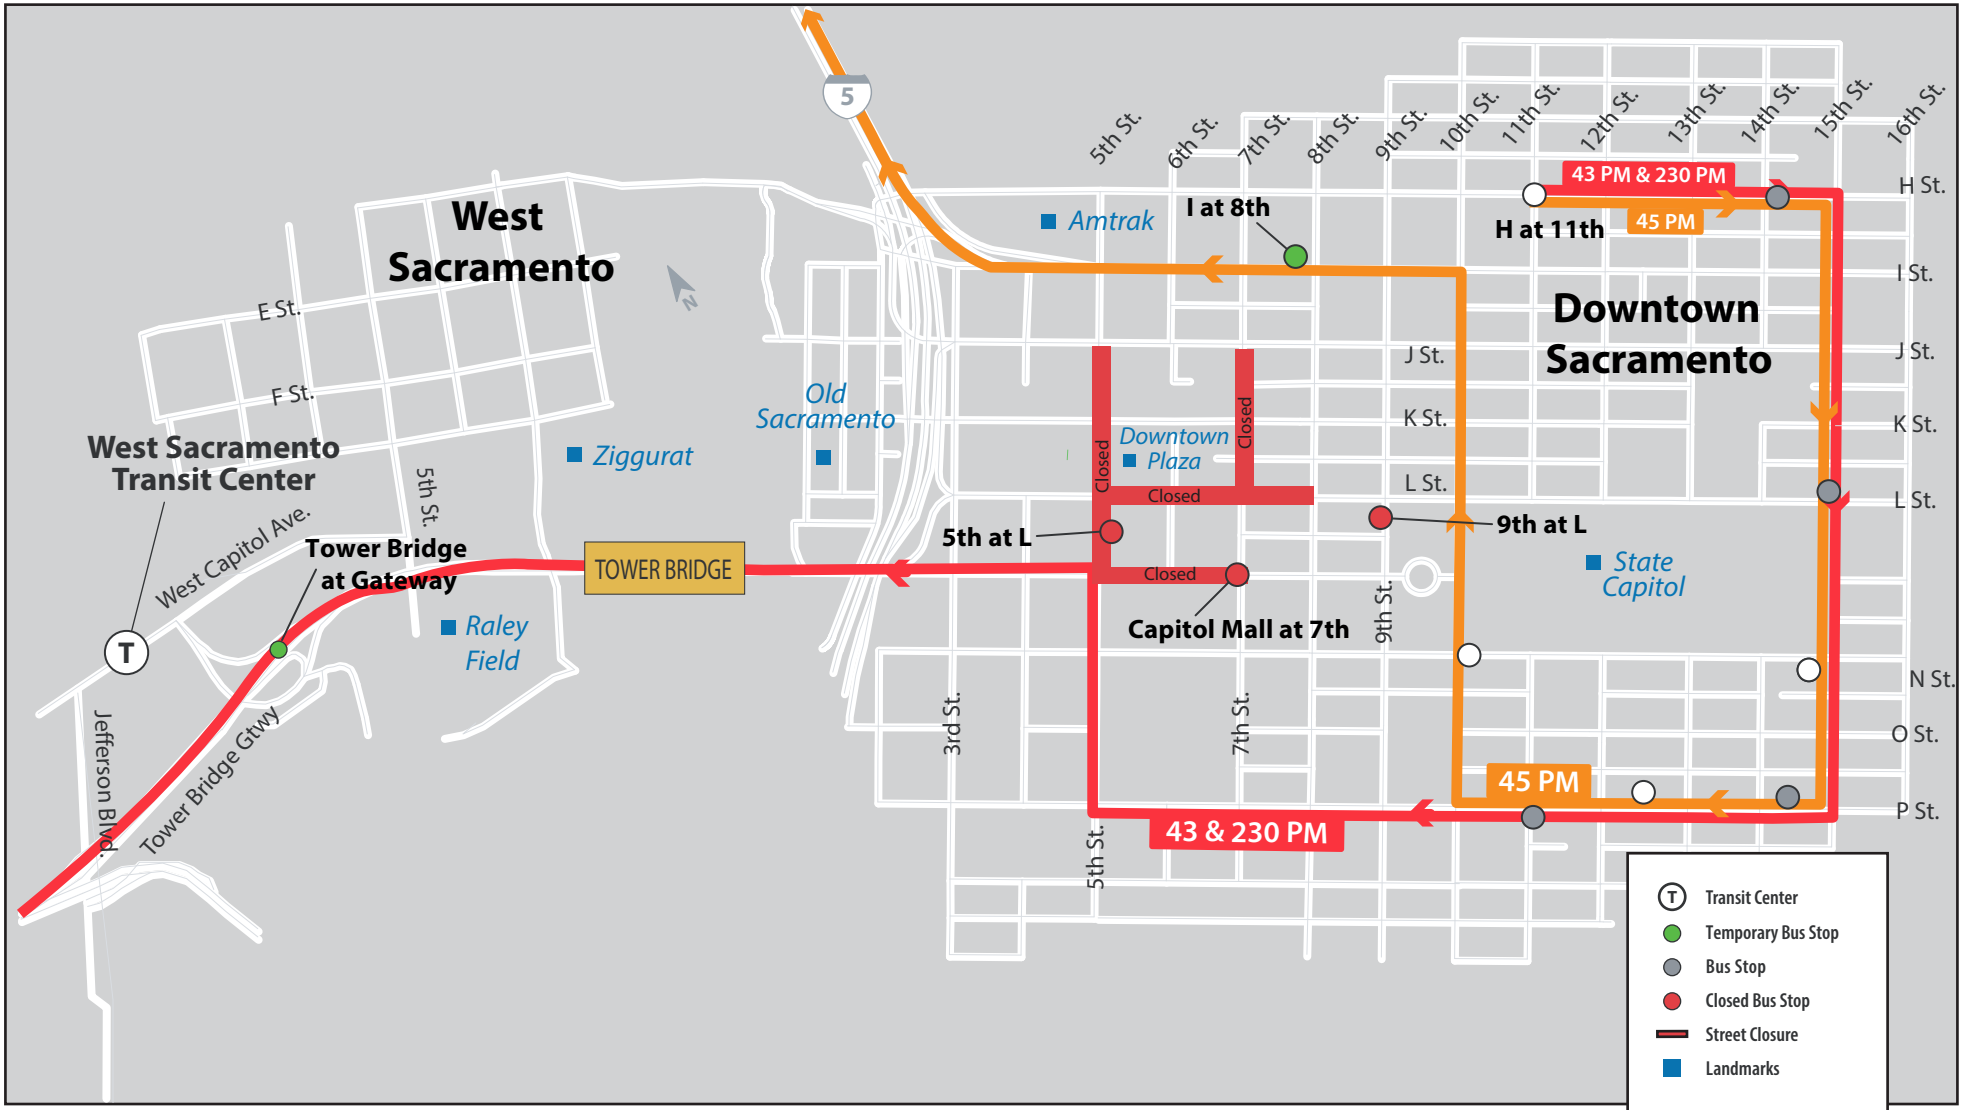 5
5th St.
6th St.
7th St.
8th St.
9th St.
10th St.
11th St.
12th St.
13th St.
14th St.
15th St.
16th St.
43 PM & 230 PM
45 PM
H at 11th
H St.
I St.
J St.
K St.
L St.
N St.
O St.
P St.
West
Sacramento
N
Amtrak
I at 8th
Downtown
Sacramento
E St.
F St.
J St.
K St.
L St.
Old
Sacramento
Ziggurat
Downtown
Plaza
Closed
Closed
Closed
Closed
West Sacramento
Transit Center
5th St.
West Capitol Ave.
Tower Bridge
at Gateway
TOWER BRIDGE
5th at L
9th at L
State
Capitol
Capitol Mall at 7th
9th St.
T
Raley
Field
Jefferson Blvd.
Tower Bridge Gtwy
3rd St.
7th St.
5th St.
45 PM
43 & 230 PM
T
Transit Center
Temporary Bus Stop
Bus Stop
Closed Bus Stop
Street Closure
Landmarks